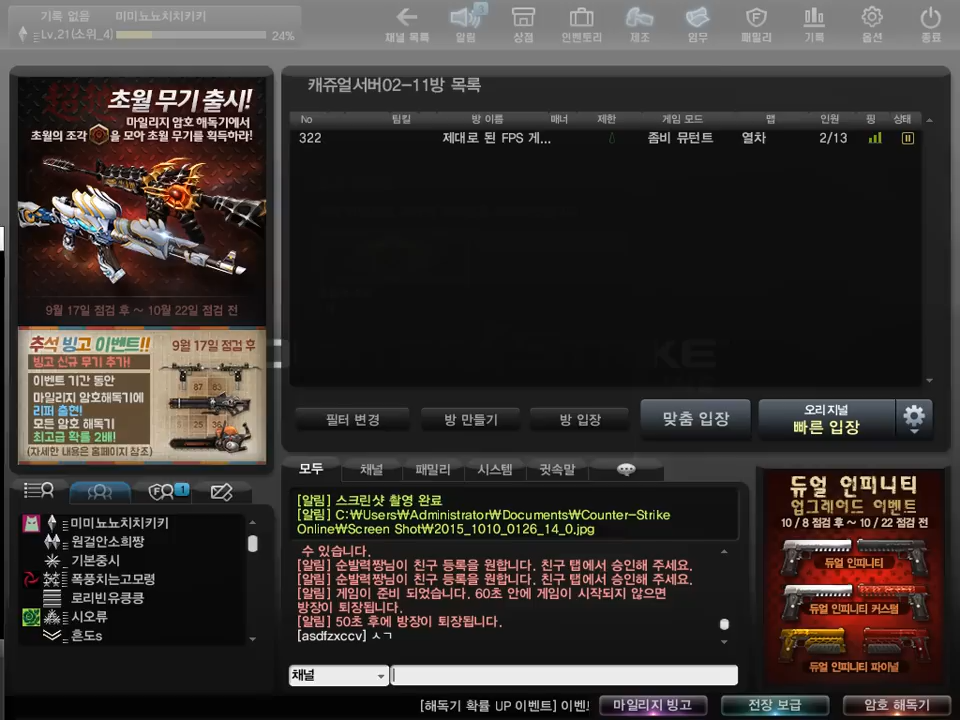 기록 없음 미미뇨뇨치치키키
Lv.21(소위_4) 24%
채널 목록 알림 상점 인벤토리 제조 임무 패밀리 기록 옵션 종료
초월 무기 출시!
마일리지 암호 해독기에서
초월의 조각 을 모아 초월 무기를 획득하라!
9월 17일 점검 후 ~ 10월 22일 점검 전
추석 빙고 이벤트!! 9월 17일 점검 후
빙고 신규 무기 추가!
이벤트 기간 동안
마일리지 암호해독기에
리퍼 출현!
모든 암호 해독기
최고급 확률 2배!
(자세한 내용은 홈페이지 참조)
87 83
25 36
캐쥬얼서버02-11방 목록
No 팀킬 방 이름 매너 제한 게임 모드 맵 인원 핑 상태
322 제대로 된 FPS 게... 좀비 뮤턴트 열차 2/13
필터 변경 방 만들기 방 입장 맞춤 입장
오리지널
빠른 입장
모두 채널 패밀리 시스템 귓속말
[알림] 스크린샷 촬영 완료
[알림] C:₩Users₩Administrator₩Documents₩Counter-Strike
Online₩Screen Shot₩2015_1010_0126_14_0.jpg
수 있습니다.
[알림] 순발력짱님이 친구 등록을 원합니다. 친구 탭에서 승인해 주세요.
[알림] 순발력짱님이 친구 등록을 원합니다. 친구 탭에서 승인해 주세요.
[알림] 게임이 준비 되었습니다. 60초 안에 게임이 시작되지 않으면
방장이 퇴장됩니다.
[알림] 50초 후에 방장이 퇴장됩니다.
[asdfzxccv] ㅅㄱ
채널
1
미미뇨뇨치치키키
원걸안소희짱
기본중시
폭풍치는고모령
로리빈유큥큥
시오류
흔도s
듀얼 인피니티
업그레이드 이벤트
10/8 점검 후 ~ 10/22 점검 전
듀얼 인피니티
듀얼 인피니티 커스텀
듀얼 인피니티 파이널
[해독기 확률 UP 이벤트] 이벤! 마일리지 빙고 전장 보급 암호 해독기